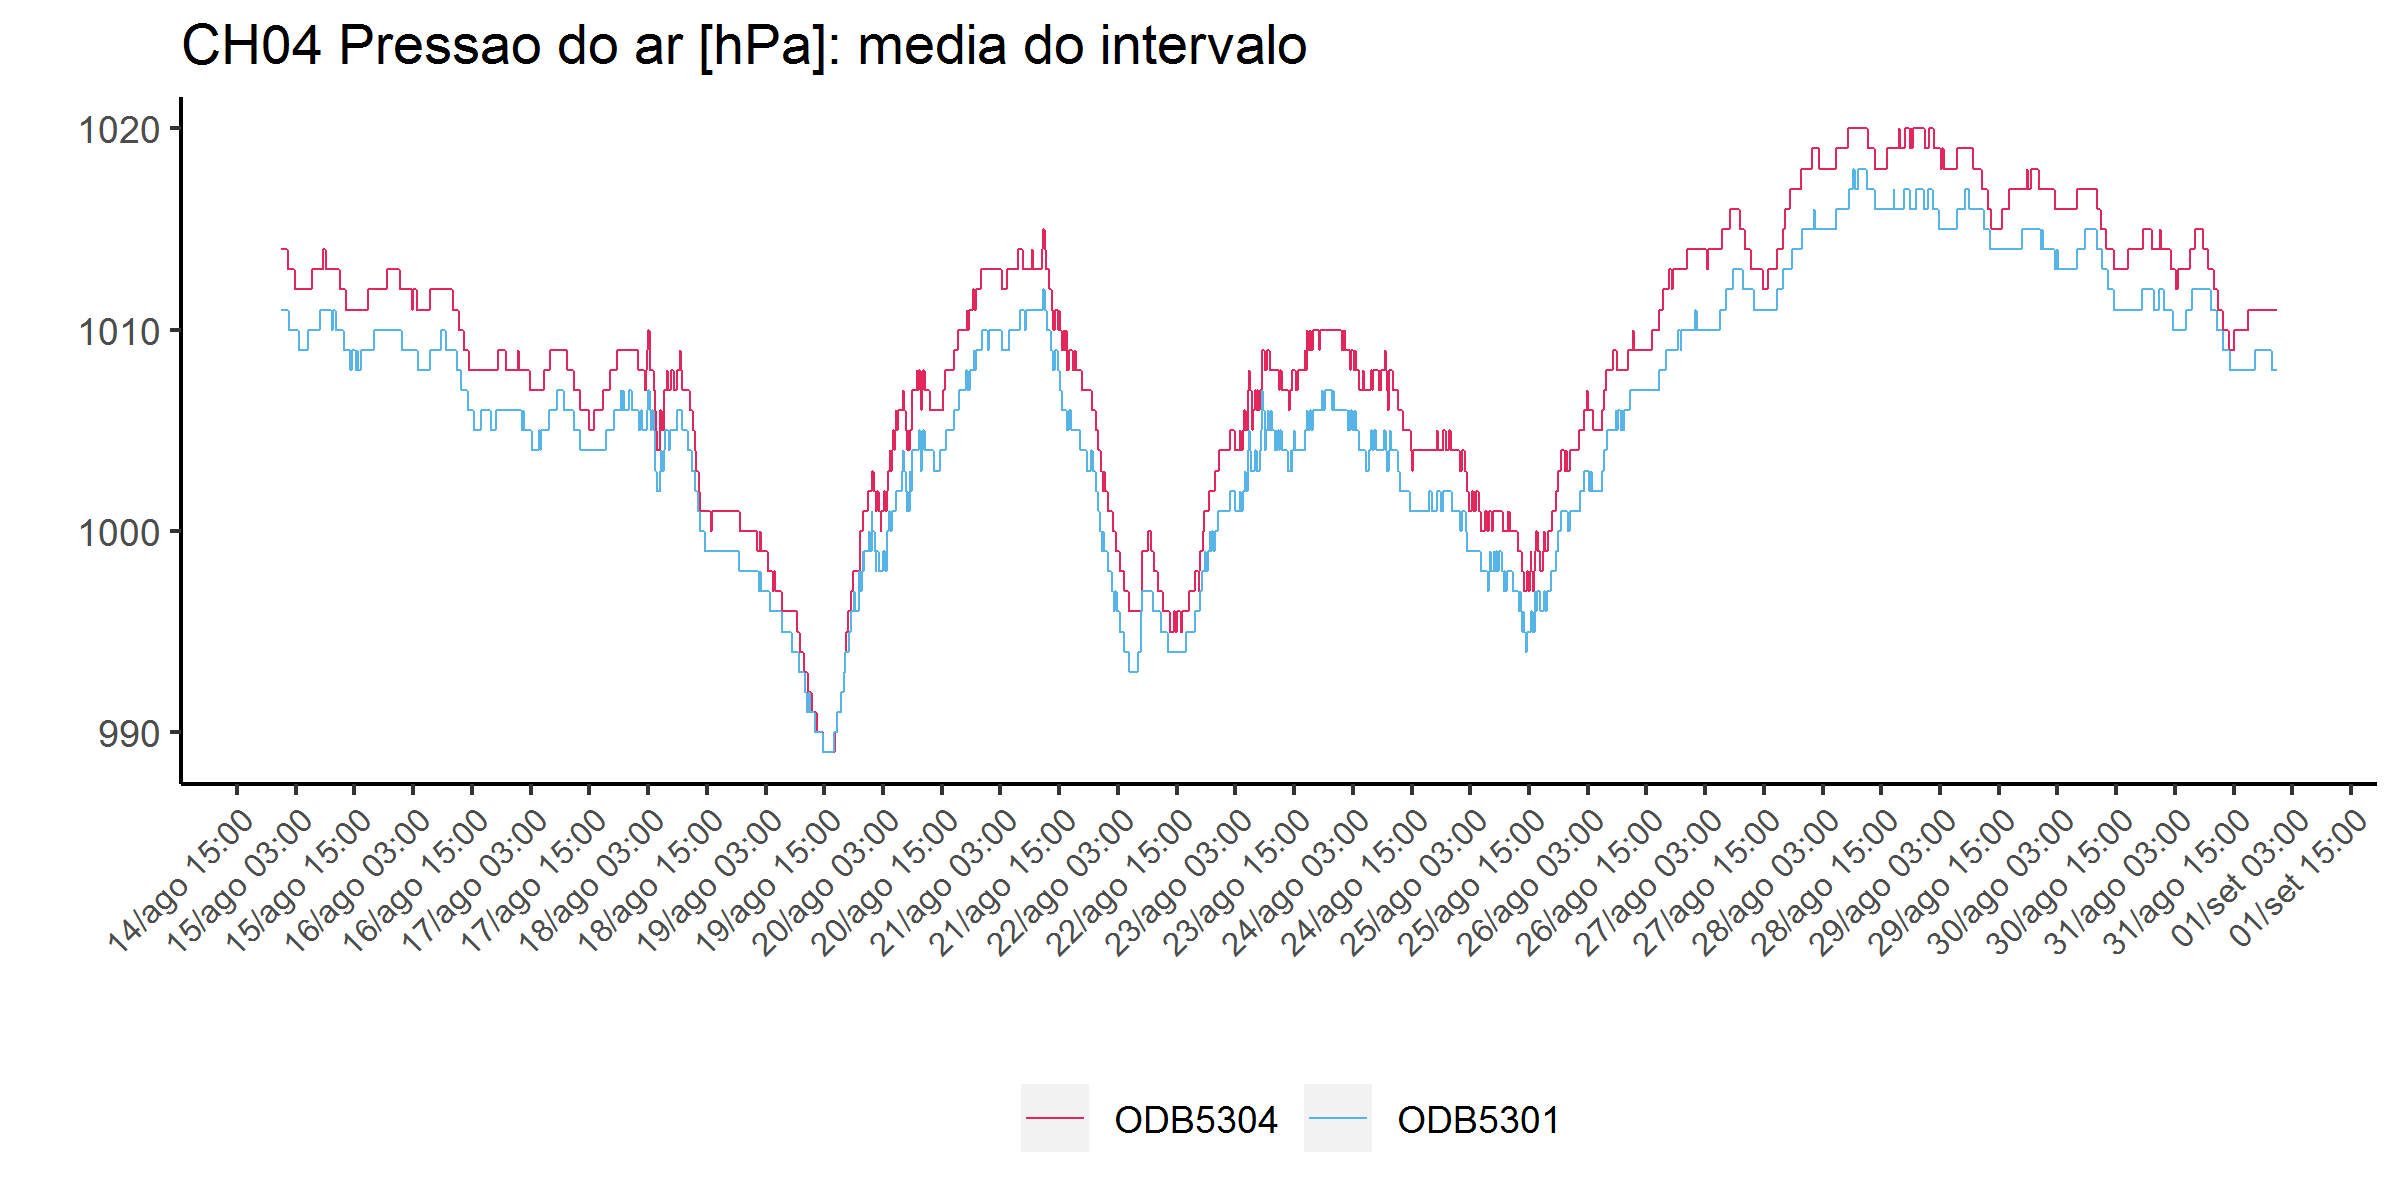 CH04 Pressao do ar [hPa]: media do intervalo
1020
1010
1000
990
14/ago 15:00
15/ago 03:00
15/ago 15:00
16/ago 03:00
16/ago 15:00
17/ago 03:00
17/ago 15:00
18/ago 03:00
18/ago 15:00
19/ago 03:00
19/ago 15:00
20/ago 03:00
20/ago 15:00
21/ago 03:00
21/ago 15:00
22/ago 03:00
22/ago 15:00
23/ago 03:00
23/ago 15:00
24/ago 03:00
24/ago 15:00
25/ago 03:00
25/ago 15:00
26/ago 03:00
26/ago 15:00
27/ago 03:00
27/ago 15:00
28/ago 03:00
28/ago 15:00
29/ago 03:00
29/ago 15:00
30/ago 03:00
30/ago 15:00
31/ago 03:00
31/ago 15:00
01/set 03:00
01/set 15:00
ODB5304 ODB5301